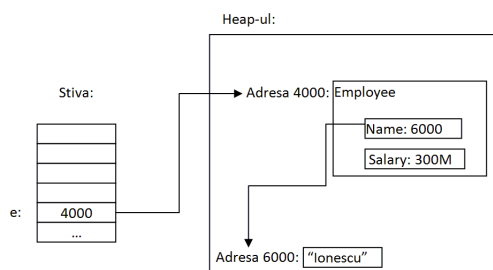 Heap-ul:
Stiva:
Adresa 4000: Employee
Name: 6000
Salary: 300M
e: 4000
...
Adresa 6000: “Ionescu”